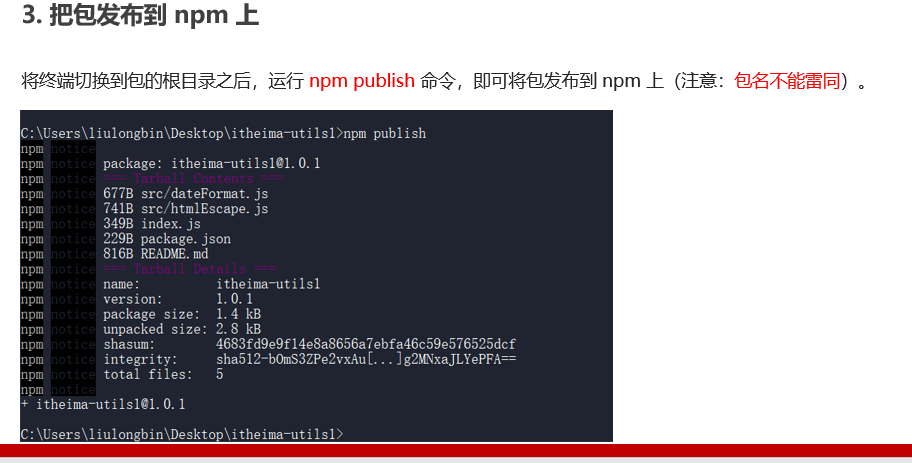 3. 把包发布到 npm 上
将终端切换到包的根目录之后，运行 npm publish 命令，即可将包发布到 npm 上（注意：包名不能雷同）。
C:\Users\liulongbin\Desktop\itheima-utils1>npm publish
npm notice
npm notice package: itheima-utils1@1.0.1
npm notice === Tarball Contents ===
npm notice 677B src/dateFormat.js
npm notice 741B src/htmlEscape.js
npm notice 349B index.js
npm notice 229B package.json
npm notice 816B README.md
npm notice === Tarball Details ===
npm notice name: itheima-utils1
npm notice version: 1.0.1
npm notice package size: 1.4 kB
npm notice unpacked size: 2.8 kB
npm notice shasum: 4683fd9e9f14e8a8656a7ebfa46c59e576525dcf
npm notice integrity: sha512-bOmS3ZPe2vxAu[...]g2MNxaJLYePFA==
npm notice total files: 5
npm notice
+ itheima-utils1@1.0.1
C:\Users\liulongbin\Desktop\itheima-utils1>